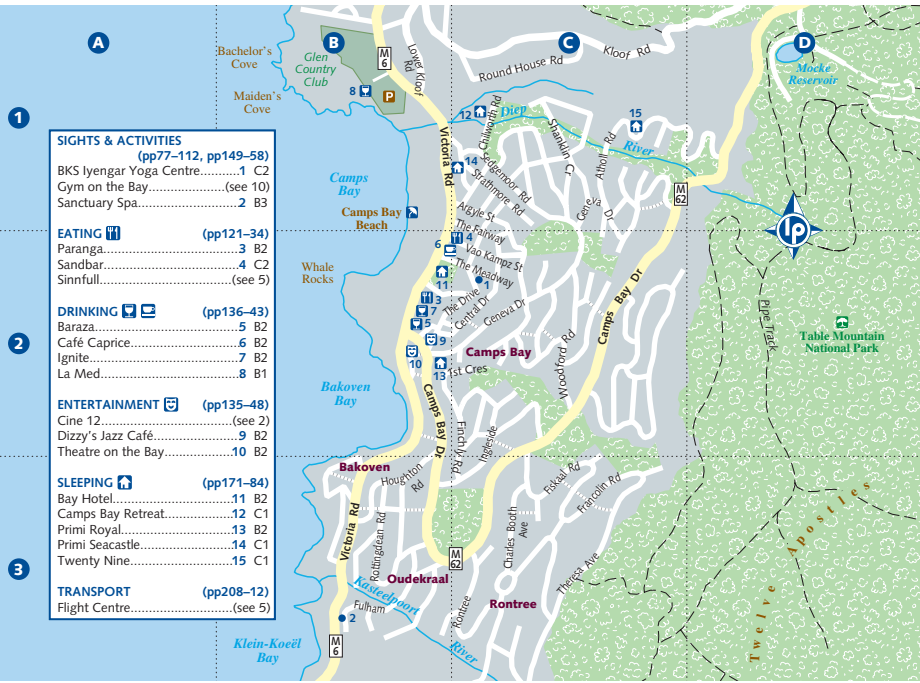 A
B
C
D
1
2
3
Bachelor's
Cove
Glen
Country
Club
M
6
Lower Kloof
Rd
Round House Rd
Kloof Rd
Mocke
Reservoir
Maiden's
Cove
8
P
12
Chilworth Rd
Diep
River
15
Shanklin Cr
Atholl Rd
Victoria Rd
14
Sedgemoor Rd
Strathmore Rd
M
62
Camps
Bay
Camps Bay
Beach
Argyle St
The Fairway
Geneva Dr
lp
6
4
Vao Kampz St
The Meadway
Whale
Rocks
11
1
3
7
5
The Drive
Central Dr
Geneva Dr
9
10
Camps Bay
13
1st Cres
Woodford Rd
Camps Bay Dr
Pipe Track
Table Mountain
National Park
Bakoven
Bay
Camps Bay Dr
Finchly Rd
Ingleside
Bakoven
Houghton
Rd
Fiskaal Rd
Francolin Rd
Victoria Rd
Rottingdean Rd
Charles Booth
Ave
M
62
Oudekraal
Theresa Ave
Kasteelpoort
River
Fulham
Rontree
Rontree
2
M
6
Klein-Koeël
Bay
Twelve Apostles
SIGHTS & ACTIVITIES
(pp77–112, pp149–58)
BKS Iyengar Yoga Centre..........1 C2
Gym on the Bay................(see 10)
Sanctuary Spa.......................2 B3
EATING (pp121–34)
Paranga................................3 B2
Sandbar................................4 C2
Sinnfull.............................(see 5)
DRINKING (pp136–43)
Baraza..................................5 B2
Café Caprice.........................6 B2
Ignite....................................7 B2
La Med.................................8 B1
ENTERTAINMENT (pp135–48)
Cine 12.............................(see 2)
Dizzy's Jazz Café...................9 B2
Theatre on the Bay...............10 B2
SLEEPING (pp171–84)
Bay Hotel............................11 B2
Camps Bay Retreat..............12 C1
Primi Royal.........................13 B2
Primi Seacastle....................14 C1
Twenty Nine.......................15 C1
TRANSPORT (pp208–12)
Flight Centre.....................(see 5)